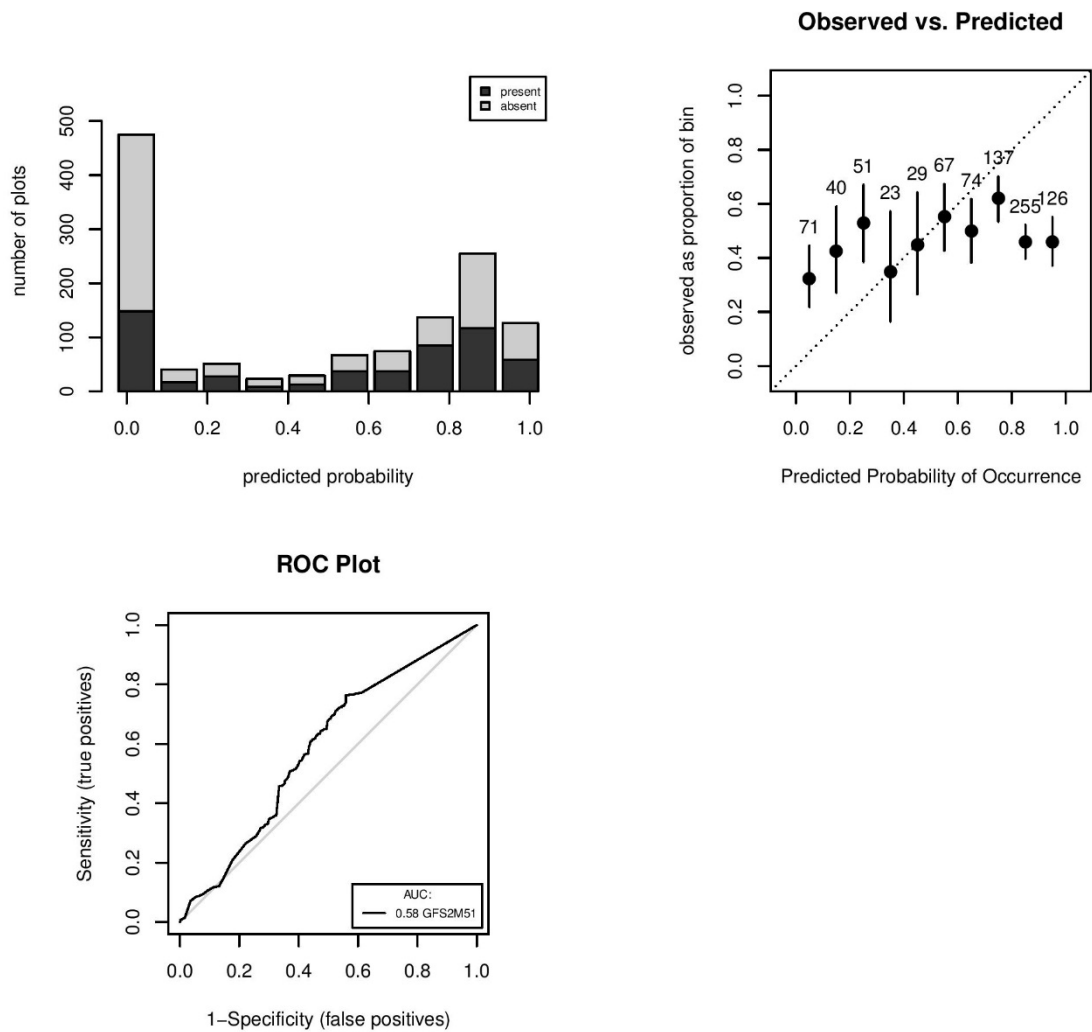 Observed vs. Predicted
present
absent
number of plots
0 100 200 300 400 500
0.0 0.2 0.4 0.6 0.8 1.0
predicted probability
observed as proportion of bin
0.0 0.2 0.4 0.6 0.8 1.0
71 40 51 23 29 67 74 137 255 126
0.0 0.2 0.4 0.6 0.8 1.0
Predicted Probability of Occurrence
ROC Plot
Sensitivity (true positives)
0.0 0.2 0.4 0.6 0.8 1.0
AUC:
0.58 GFS2M51
0.0 0.2 0.4 0.6 0.8 1.0
1−Specificity (false positives)